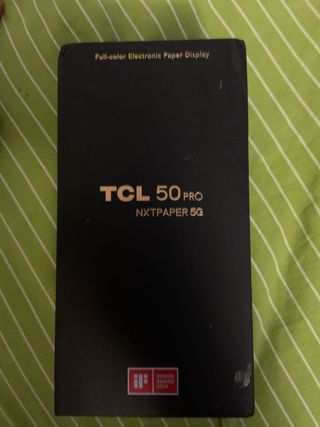 Full-color Electronic Paper Display
TCL 50 PRO
NXTPAPER 5G
iF
DESIGN
AWARD
2024